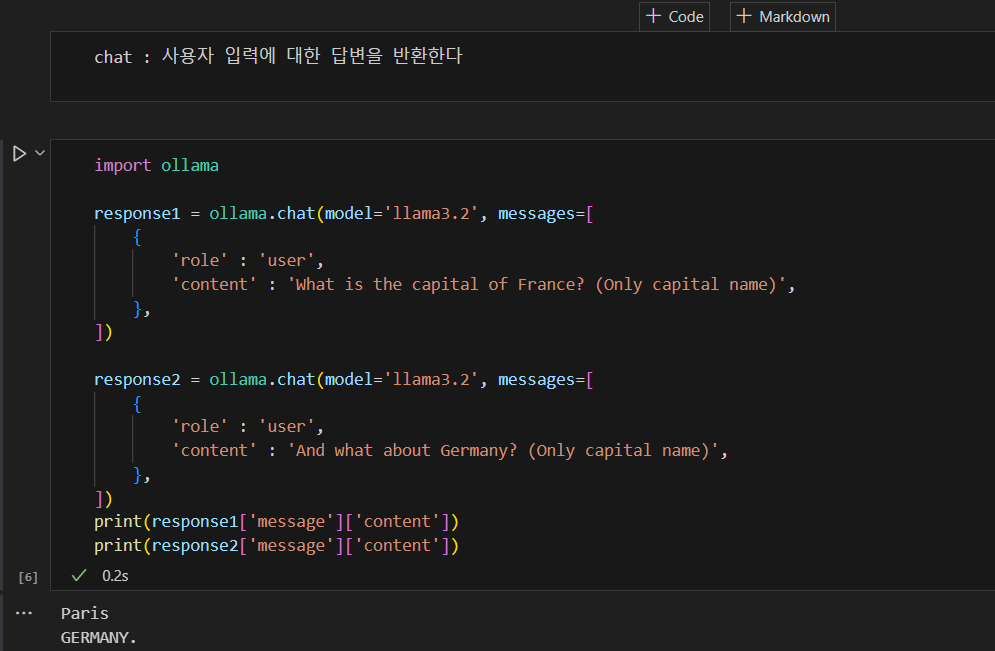 + Code + Markdown
chat : 사용자 입력에 대한 답변을 반환한다
import ollama
response1 = ollama.chat(model='llama3.2', messages=[
{
'role' : 'user',
'content' : 'What is the capital of France? (Only capital name)',
},
])
response2 = ollama.chat(model='llama3.2', messages=[
{
'role' : 'user',
'content' : 'And what about Germany? (Only capital name)',
},
])
print(response1['message']['content'])
print(response2['message']['content'])
[6] ✓ 0.2s
... Paris
GERMANY.